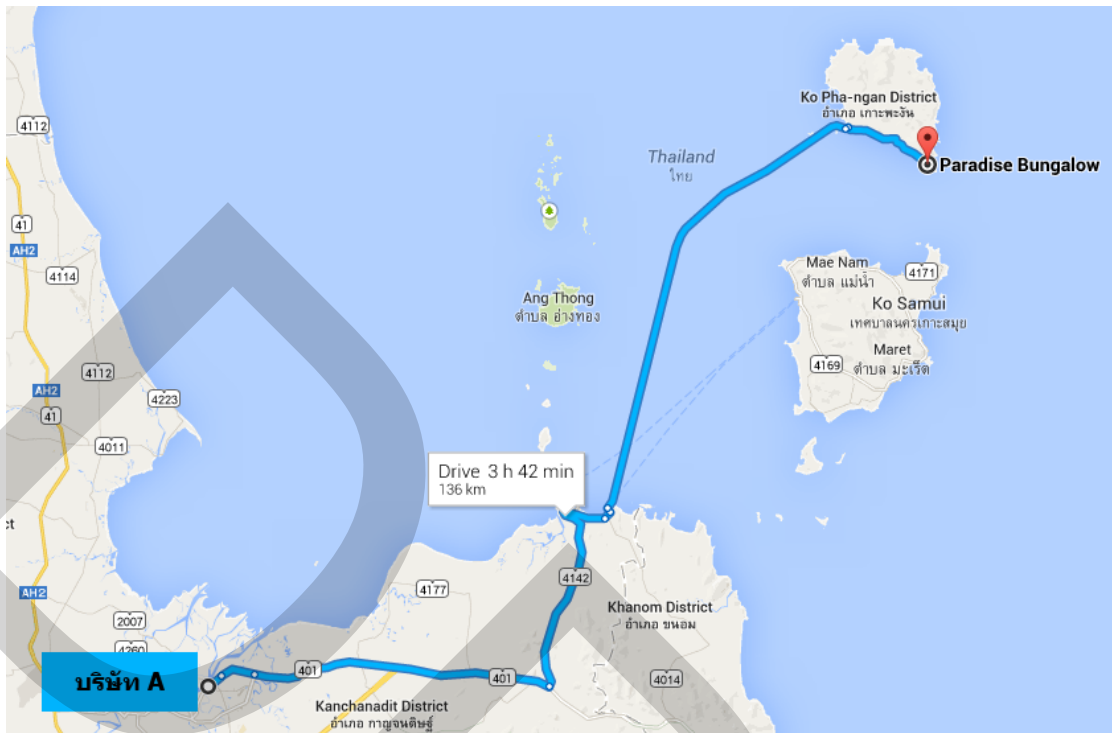 4112
Ko Pha-ngan District
อำเภอ เกาะพะงัน
Thailand
ไทย
Paradise Bungalow
41
AH2
4114
Mae Nam
ตำบล แม่น้ำ
4171
Ang Thong
ตำบล อ่างทอง
Ko Samui
เทศบาลนครเกาะสมุย
Maret
ตำบล มะเร็ต
4169
4112
AH2
4223
41
4011
Drive 3 h 42 min
136 km
ct
4142
4177
AH2
Khanom District
อำเภอ ขนอม
2007
4260
บริษัท A
401
401
4014
Kanchanadit District
อำเภอ กาญจนดิษฐ์